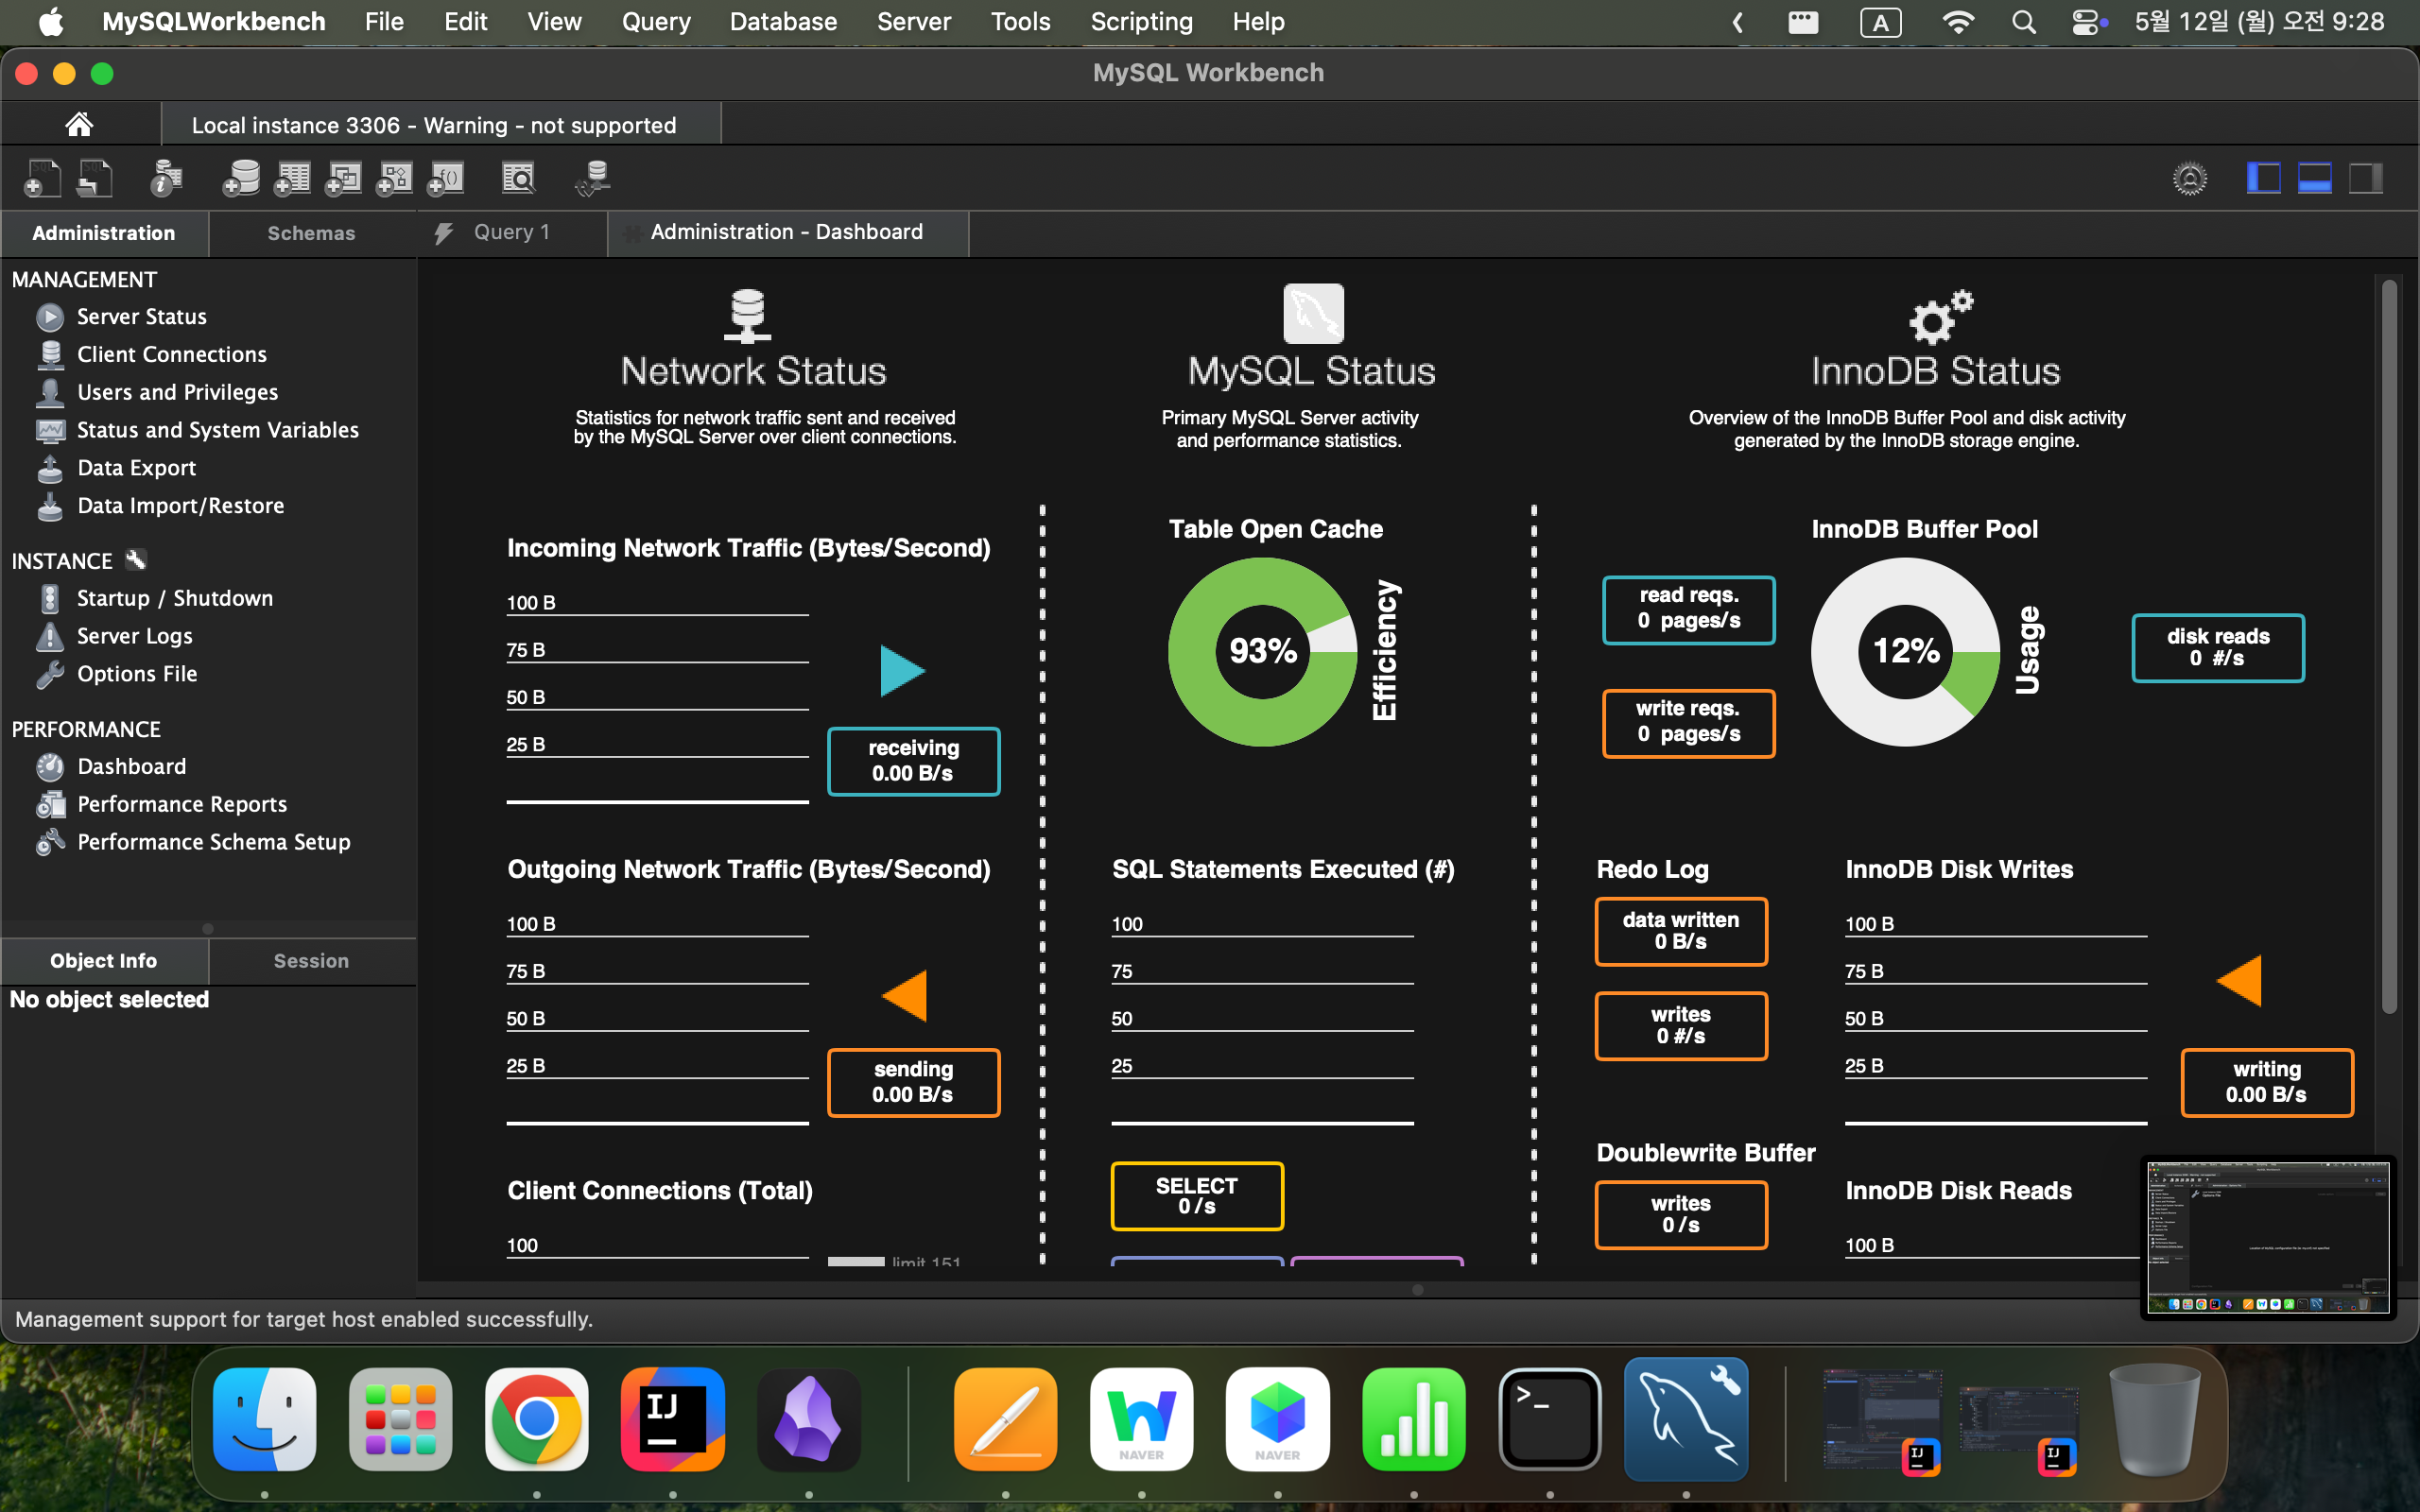 MySQLWorkbench File Edit View Query Database Server Tools Scripting Help A 5월 12일 (월) 오전 9:28
MySQL Workbench
Local instance 3306 - Warning - not supported
Administration Schemas Query 1 Administration - Dashboard
MANAGEMENT
Server Status
Client Connections
Users and Privileges
Status and System Variables
Data Export
Data Import/Restore
INSTANCE
Startup / Shutdown
Server Logs
Options File
PERFORMANCE
Dashboard
Performance Reports
Performance Schema Setup
Object Info Session
No object selected
Network Status
Statistics for network traffic sent and received
by the MySQL Server over client connections.
Incoming Network Traffic (Bytes/Second)
100 B
75 B
50 B
25 B
receiving
0.00 B/s
Outgoing Network Traffic (Bytes/Second)
100 B
75 B
50 B
25 B
sending
0.00 B/s
Client Connections (Total)
100
limit 151
MySQL Status
Primary MySQL Server activity
and performance statistics.
Table Open Cache
93%
Efficiency
SQL Statements Executed (#)
100
75
50
25
SELECT
0 /s
InnoDB Status
Overview of the InnoDB Buffer Pool and disk activity
generated by the InnoDB storage engine.
InnoDB Buffer Pool
read reqs.
0 pages/s
write reqs.
0 pages/s
12%
Usage
disk reads
0 #/s
Redo Log
data written
0 B/s
writes
0 #/s
Doublewrite Buffer
writes
0 /s
InnoDB Disk Writes
100 B
75 B
50 B
25 B
writing
0.00 B/s
InnoDB Disk Reads
100 B
Management support for target host enabled successfully.
IJ
NAVER
NAVER
>_
IJ
IJ